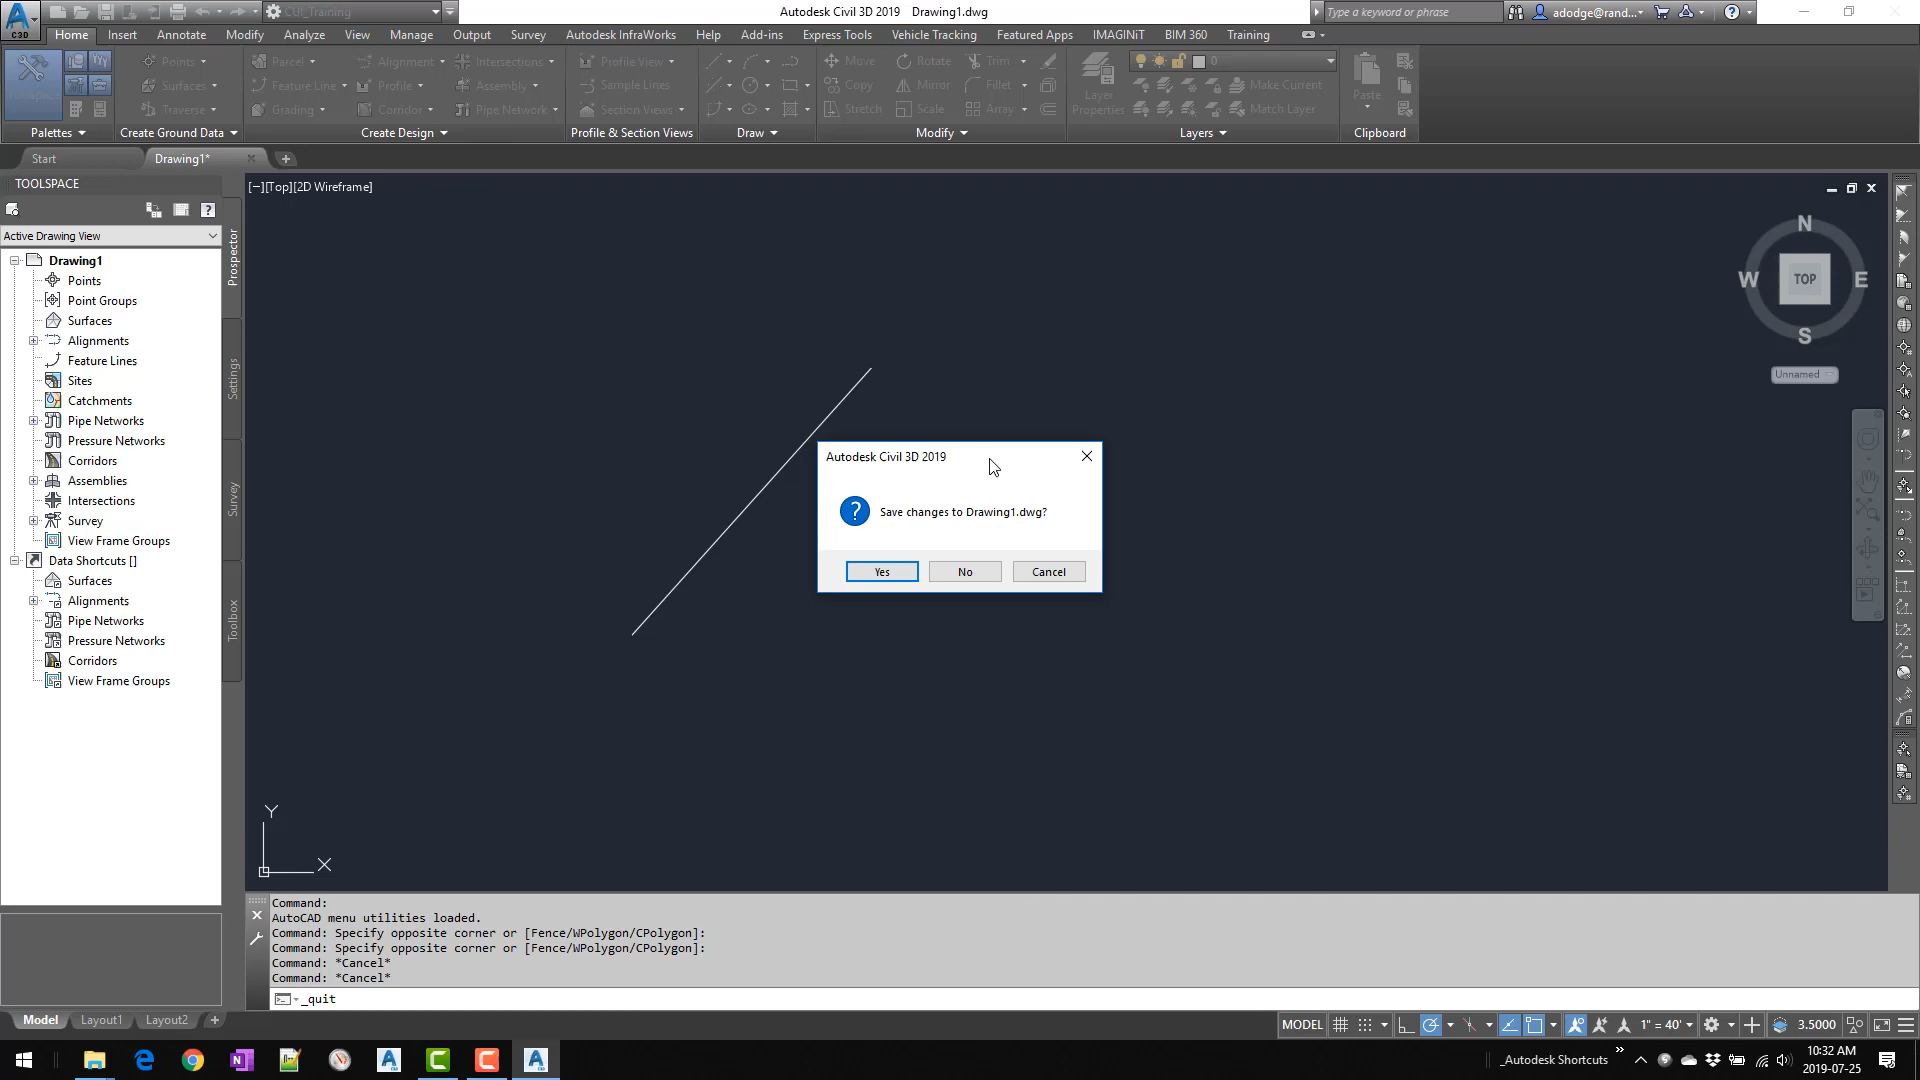 CUI_Training
Autodesk Civil 3D 2019 Drawing1.dwg
Type a keyword or phrase
adodge@rand...
C3D
Home Insert Annotate Modify Analyze View Manage Output Survey Autodesk InfraWorks Help Add-ins Express Tools Vehicle Tracking Featured Apps IMAGINiT BIM 360 Training
Points Parcel Alignment Intersections Profile View Move Rotate Trim 0
Surfaces Feature Line Profile Assembly Sample Lines Copy Mirror Fillet Make Current
Traverse Grading Corridor Pipe Network Section Views Stretch Scale Array Match Layer
Layer
Properties
Paste
Palettes Create Ground Data Create Design Profile & Section Views Draw Modify Layers Clipboard
Start Drawing1*
TOOLSPACE
[−][Top][2D Wireframe]
Active Drawing View
Drawing1
Points
Point Groups
Surfaces
Alignments
Feature Lines
Sites
Catchments
Pipe Networks
Pressure Networks
Corridors
Assemblies
Intersections
Survey
View Frame Groups
Data Shortcuts []
Surfaces
Alignments
Pipe Networks
Pressure Networks
Corridors
View Frame Groups
Prospector
Settings
Survey
Toolbox
N
W TOP E
S
Unnamed
Autodesk Civil 3D 2019
? Save changes to Drawing1.dwg?
Yes No Cancel
Y
X
Command:
AutoCAD menu utilities loaded.
Command: Specify opposite corner or [Fence/WPolygon/CPolygon]:
Command: Specify opposite corner or [Fence/WPolygon/CPolygon]:
Command: *Cancel*
Command: *Cancel*
_quit
Model Layout1 Layout2 +
MODEL 1" = 40' 3.5000
_Autodesk Shortcuts
10:32 AM
2019-07-25